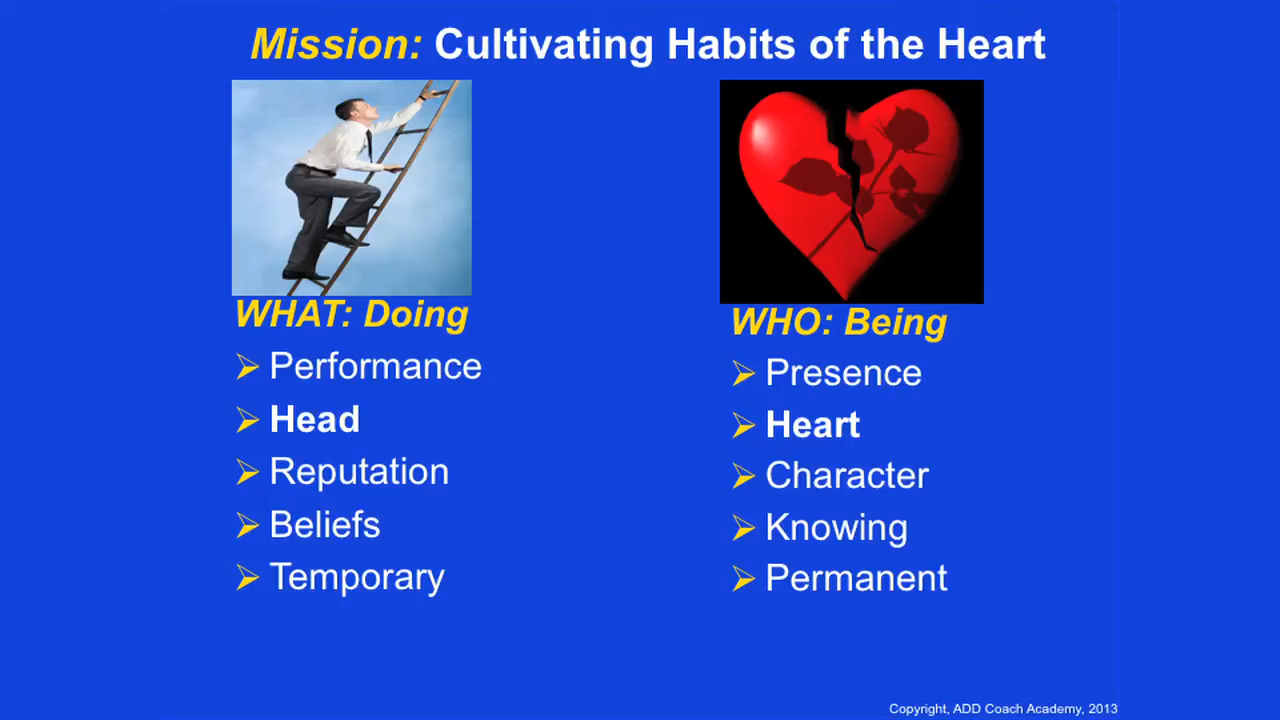 Mission: Cultivating Habits of the Heart
WHAT: Doing
Performance
Head
Reputation
Beliefs
Temporary
WHO: Being
Presence
Heart
Character
Knowing
Permanent
Copyright, ADD Coach Academy, 2013